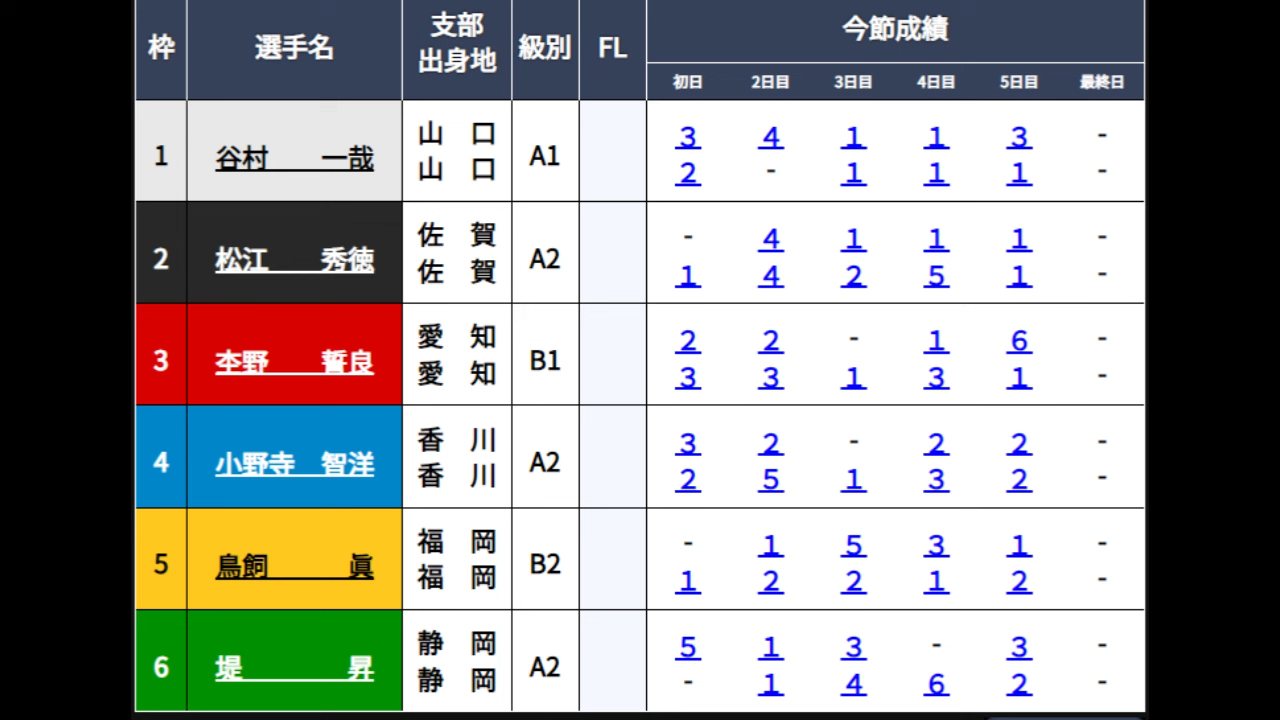 枠 選手名 支部 出身地 級別 FL 今節成績
初日 2日目 3日目 4日目 5日目 最終日
1 谷村 一哉 山口 山口 A1
3 4 1 1 3 -
2 - 1 1 1 -
2 松江 秀徳 佐賀 佐賀 A2
- 4 1 1 1 -
1 4 2 5 1 -
3 李野 誓良 愛知 愛知 B1
2 2 - 1 6 -
3 3 1 3 1 -
4 小野寺 智洋 香川 香川 A2
3 2 - 2 2 -
2 5 1 3 2 -
5 鳥飼 眞 福岡 福岡 B2
- 1 5 3 1 -
1 2 2 1 2 -
6 堤 昇 静岡 静岡 A2
5 1 3 - 3 -
- 1 4 6 2 -